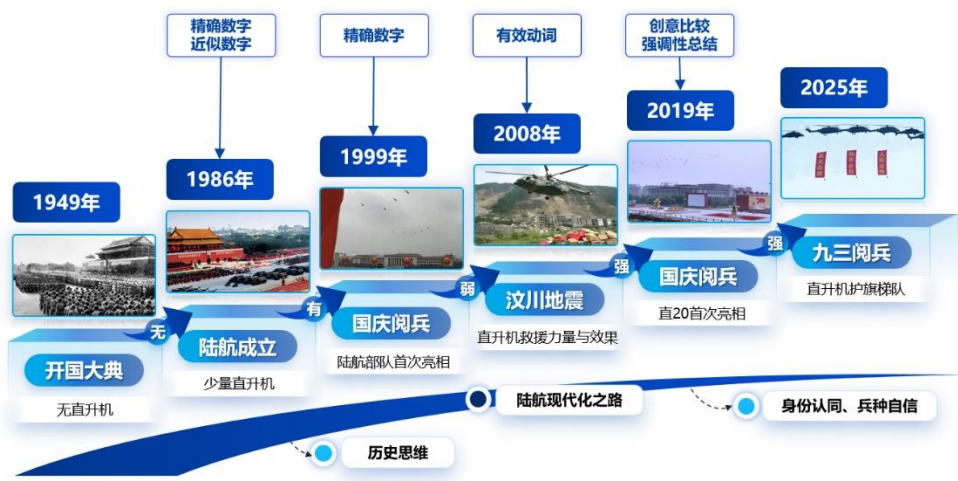 精确数字
近似数字
精确数字
有效动词
创意比较
强调性总结
1949年
1986年
1999年
2008年
2019年
2025年
无
有
弱
强
强
开国大典
无直升机
陆航成立
少量直升机
国庆阅兵
陆航部队首次亮相
汶川地震
直升机救援力量与效果
国庆阅兵
直20首次亮相
九三阅兵
直升机护旗梯队
历史思维
陆航现代化之路
身份认同、兵种自信